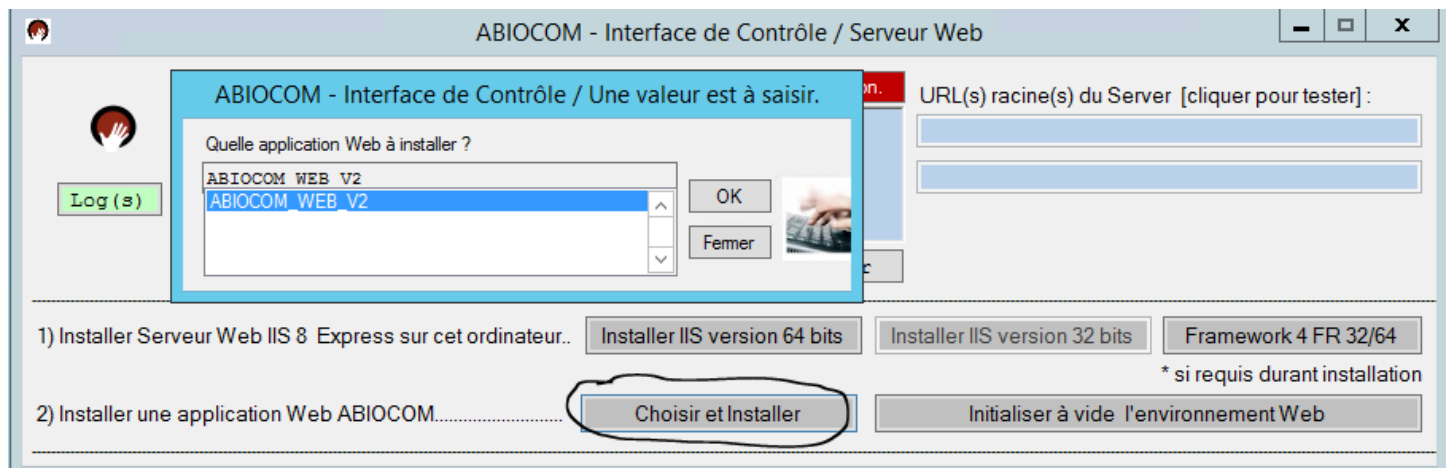 ABIOCOM - Interface de Contrôle / Serveur Web
ABIOCOM - Interface de Contrôle / Une valeur est à saisir.
on.
URL(s) racine(s) du Server [cliquer pour tester] :
Quelle application Web à installer ?
ABIOCOM WEB V2
ABIOCOM_WEB_V2
Log(s)
OK
Fermer
r
1) Installer Serveur Web IIS 8 Express sur cet ordinateur.. Installer IIS version 64 bits Installer IIS version 32 bits Framework 4 FR 32/64
* si requis durant installation
2) Installer une application Web ABIOCOM.......................... Choisir et Installer Initialiser à vide l'environnement Web